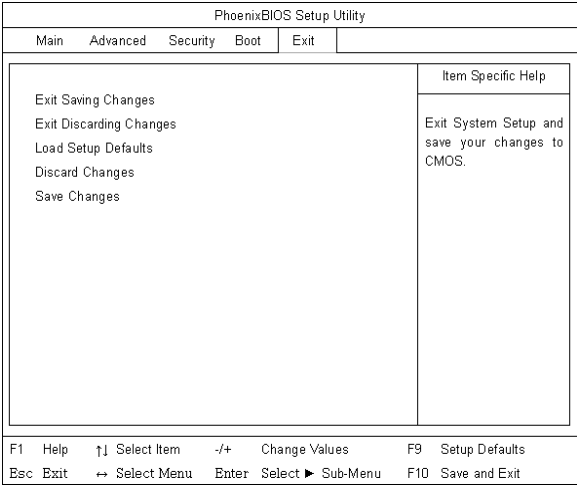 PhoenixBIOS Setup Utility
Main Advanced Security Boot Exit
Item Specific Help
Exit Saving Changes
Exit Discarding Changes
Load Setup Defaults
Discard Changes
Save Changes
Exit System Setup and
save your changes to
CMOS.
F1 Help ↑↓ Select Item -/+ Change Values F9 Setup Defaults
Esc Exit ↔ Select Menu Enter Select ► Sub-Menu F10 Save and Exit